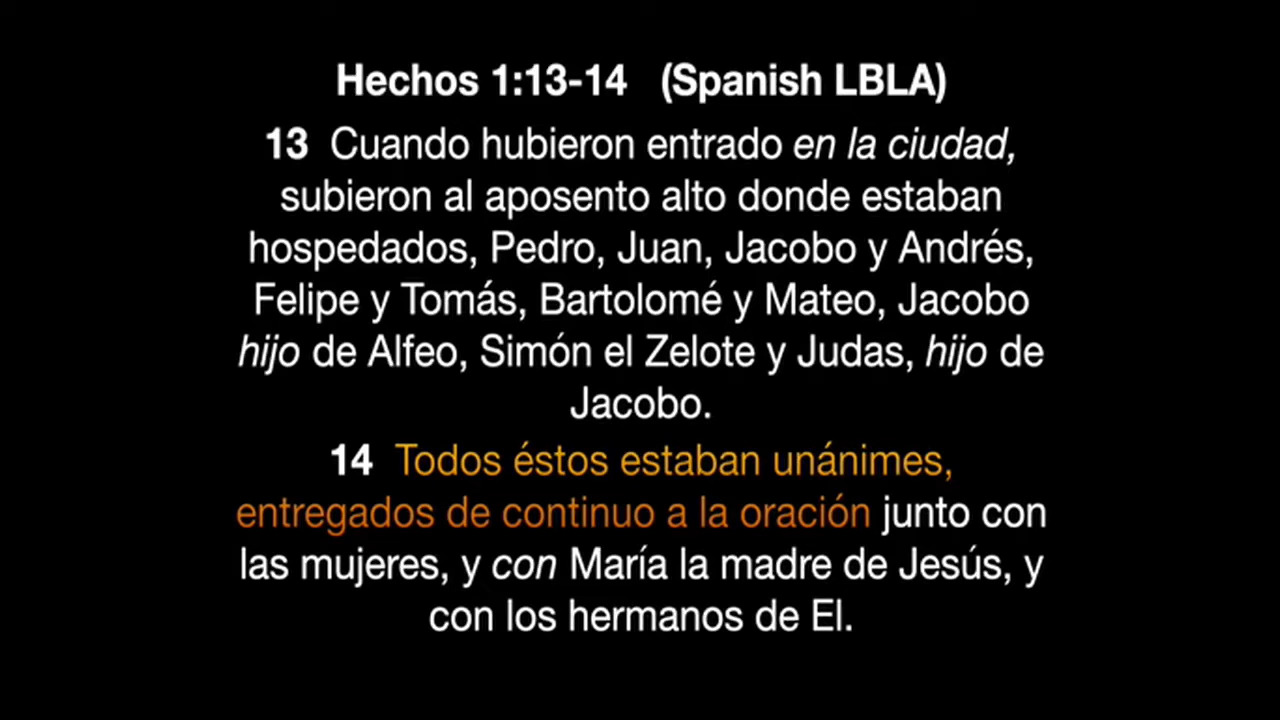 Hechos 1:13-14 (Spanish LBLA)
13 Cuando hubieron entrado en la ciudad,
subieron al aposento alto donde estaban
hospedados, Pedro, Juan, Jacobo y Andrés,
Felipe y Tomás, Bartolomé y Mateo, Jacobo
hijo de Alfeo, Simón el Zelote y Judas, hijo de
Jacobo.
14 Todos éstos estaban unánimes,
entregados de continuo a la oración junto con
las mujeres, y con María la madre de Jesús, y
con los hermanos de El.